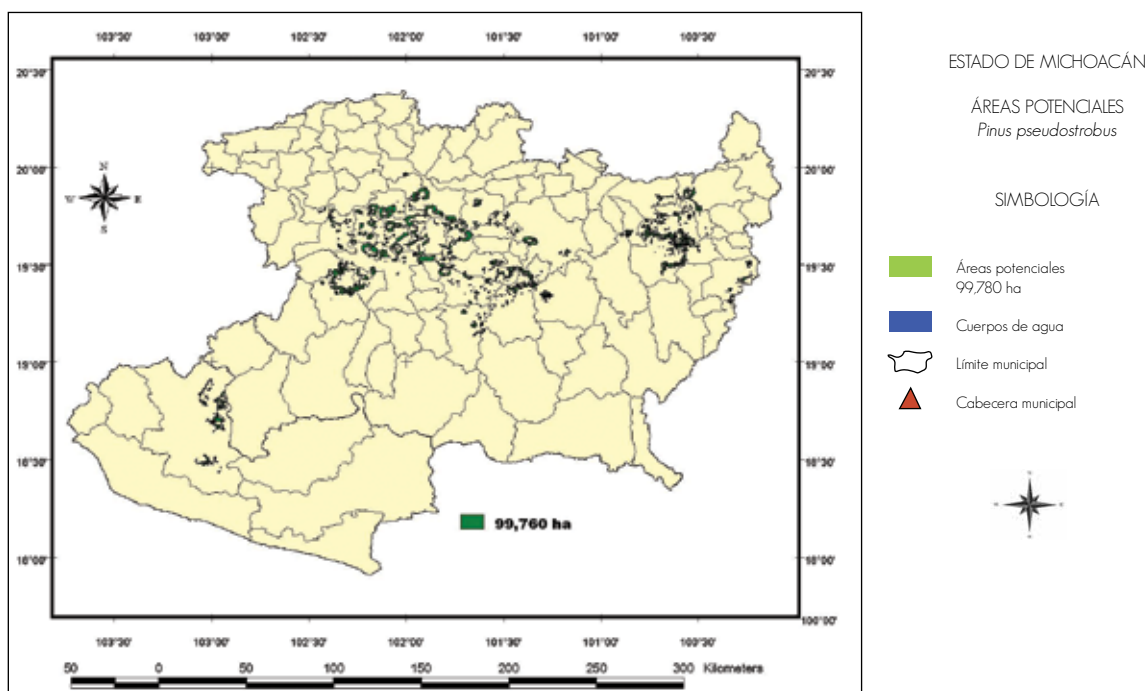 103°30' 103°00' 102°30' 102°00' 101°30' 101°00' 100°30'
20°30' 20°30'
20°00' 20°00'
19°30' 19°30'
19°00' 19°00'
18°30' 18°30'
18°00' 18°00'
100°00'
N
W E
S
99,760 ha
103°30' 103°00' 102°30' 102°00' 101°30' 101°00' 100°30'
50 0 50 100 150 200 250 300 Kilometers
ESTADO DE MICHOACÁN
ÁREAS POTENCIALES
Pinus pseudostrobus
SIMBOLOGÍA
Áreas potenciales
99,780 ha
Cuerpos de agua
Límite municipal
Cabecera municipal